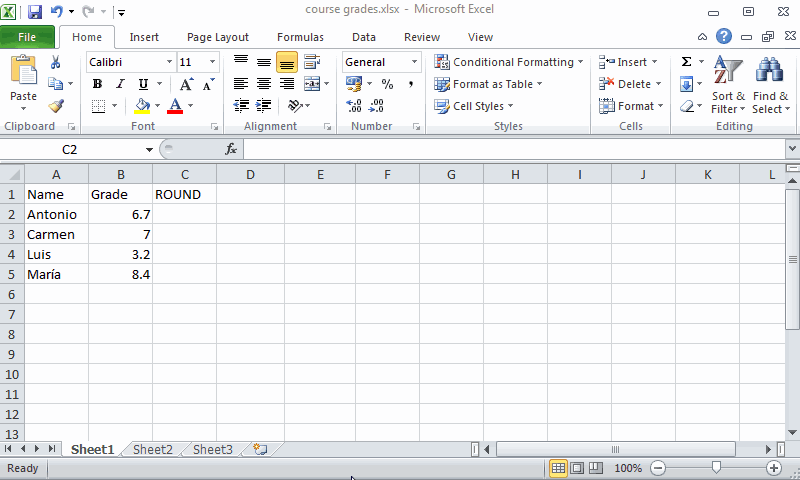 course grades.xlsx - Microsoft Excel
File Home Insert Page Layout Formulas Data Review View
Calibri 11 General Conditional Formatting Insert Σ
Paste B I U A A % , Format as Table Delete Sort & Filter Find & Select
A Cell Styles Format
Clipboard Font Alignment Number Styles Cells Editing
C2 fx
A B C D E F G H I J K L
1 Name Grade ROUND
2 Antonio 6.7
3 Carmen 7
4 Luis 3.2
5 María 8.4
6
7
8
9
10
11
12
13
Sheet1 Sheet2 Sheet3
Ready 100%